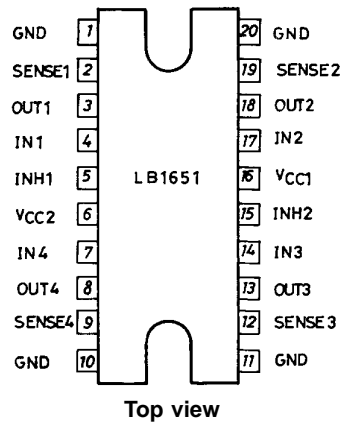 GND 1 20 GND
SENSE1 2 19 SENSE2
OUT1 3 18 OUT2
IN1 4 17 IN2
INH1 5 LB1651 16 VCC1
VCC2 6 15 INH2
IN4 7 14 IN3
OUT4 8 13 OUT3
SENSE4 9 12 SENSE3
GND 10 11 GND
Top view